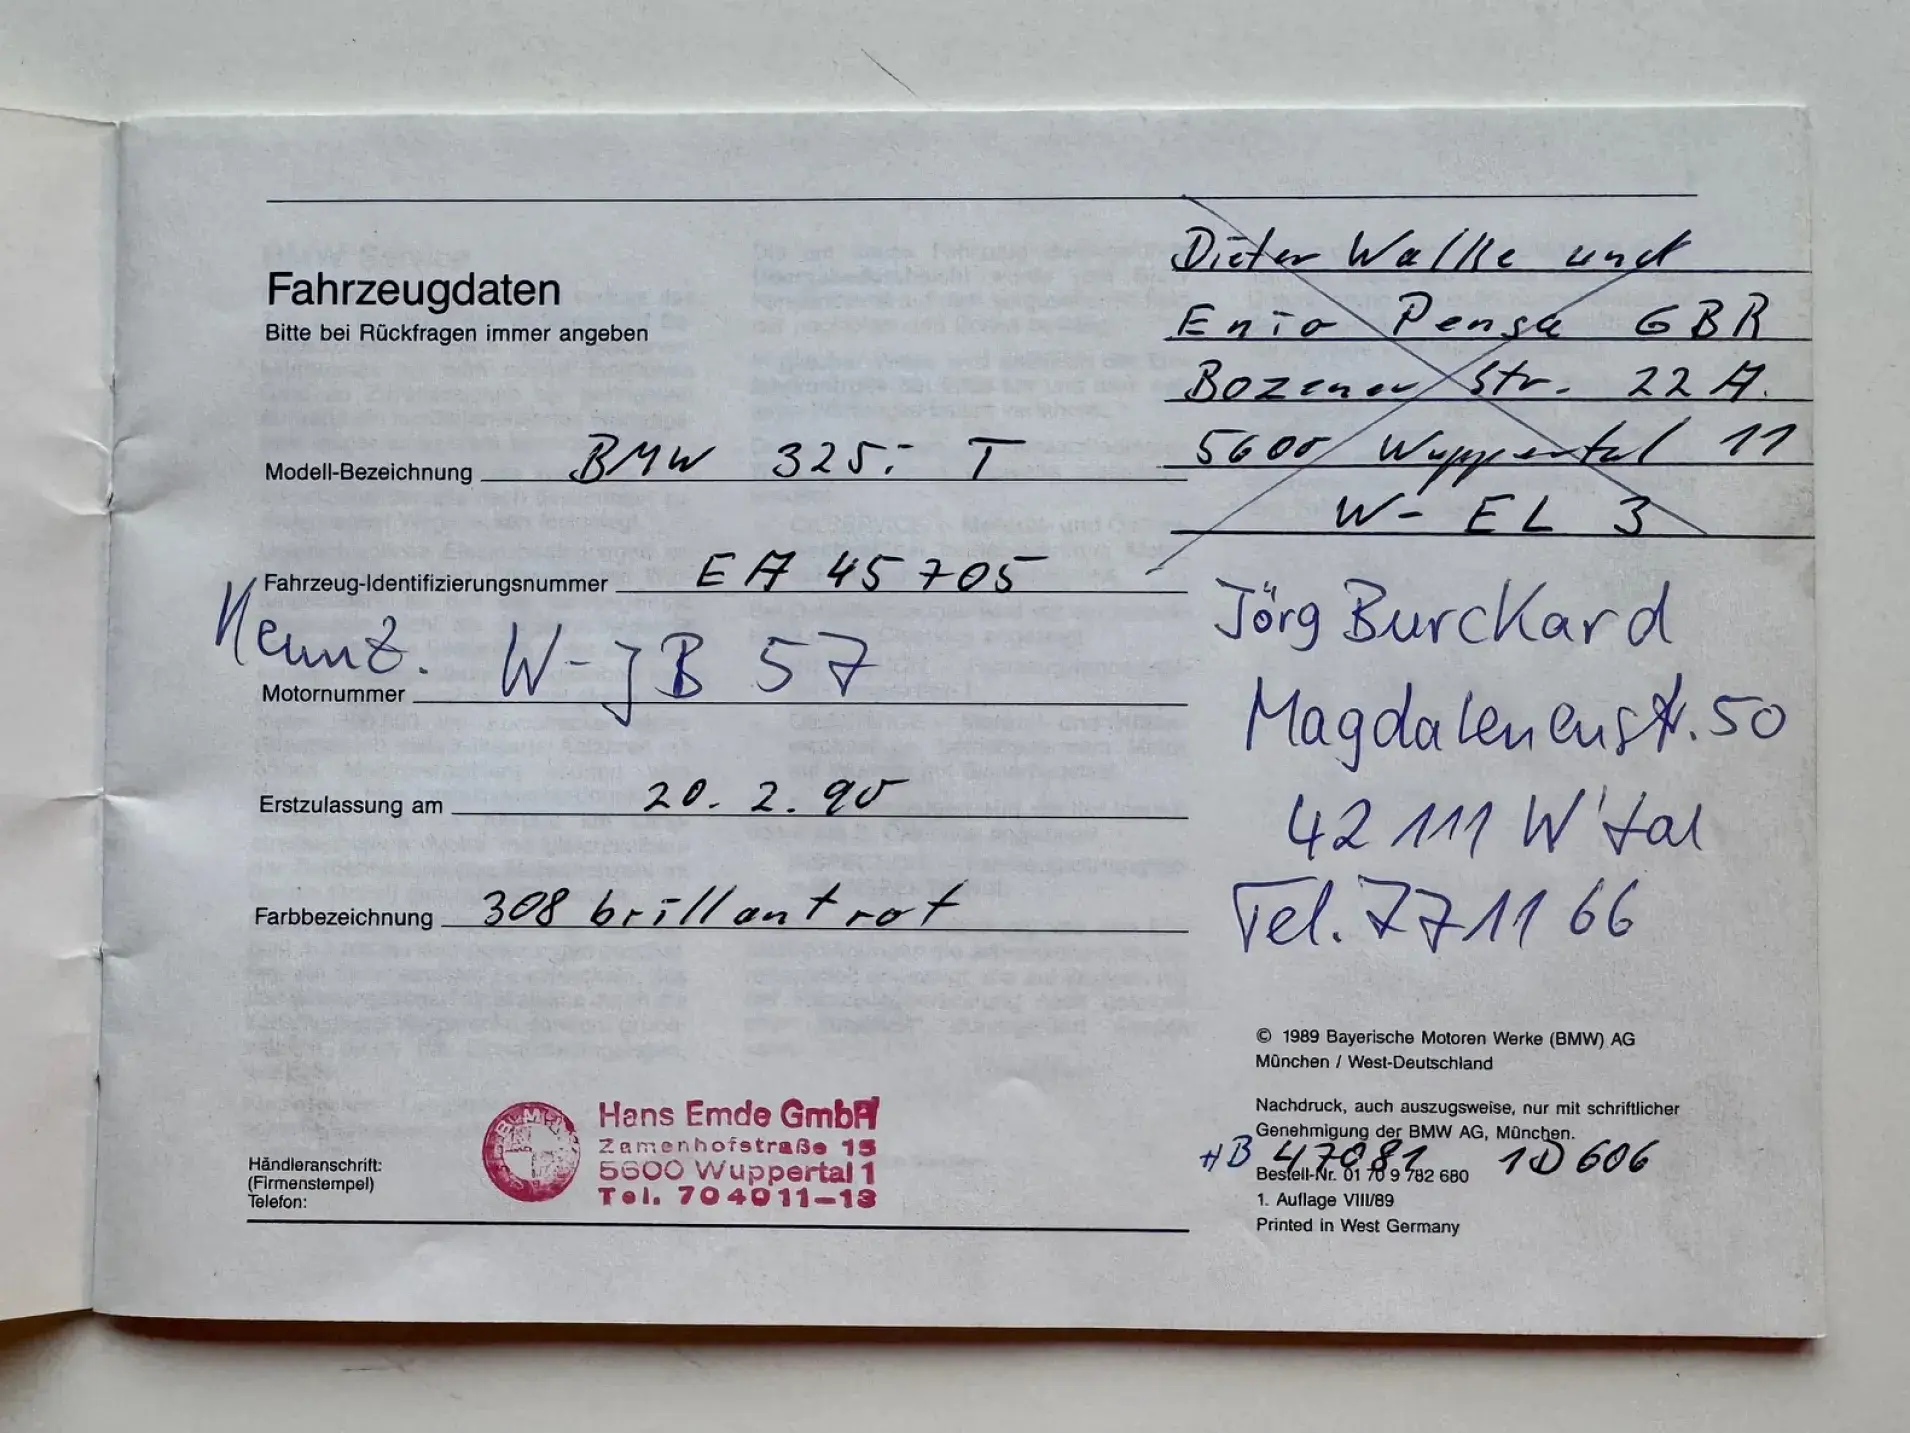 Fahrzeugdaten
Bitte bei Rückfragen immer angeben
Modell-Bezeichnung BMW 325i T
Fahrzeug-Identifizierungsnummer EA 45705
Kennz. W-JB 57
Motornummer
Erstzulassung am 20.2.90
Farbbezeichnung 308 brillantrot
Händleranschrift:
(Firmenstempel)
Telefon:
Hans Emde GmbH
Zamenhofstraße 15
5600 Wuppertal 1
Tel. 704011-13
Dieter Walke und
Enio Pensa GBR
Bozener Str. 22 A.
5600 Wuppertal 11
W- EL 3
Jörg Burckard
Magdalenenstr. 50
42111 W'tal
Tel. 771166
© 1989 Bayerische Motoren Werke (BMW) AG
München / West-Deutschland
Nachdruck, auch auszugsweise, nur mit schriftlicher
Genehmigung der BMW AG, München.
HB 47081 1D606
Bestell-Nr. 01 70 9 782 680
1. Auflage VIII/89
Printed in West Germany